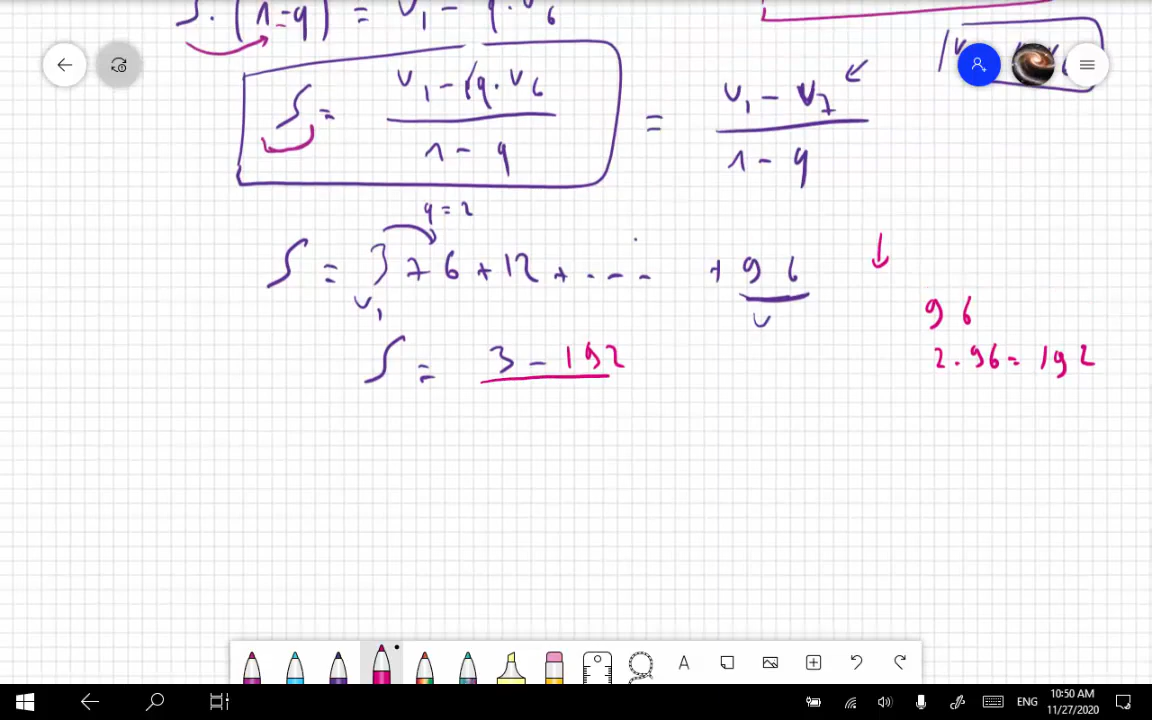 S . (1 - q) = v₁ - q . v₆
S = (v₁ - q . v₆) / (1 - q) = (v₁ - v₇) / (1 - q)
q = 2
S = 3 + 6 + 12 + .... + 96
v₁ v
96
S = 3 - 192
2 . 96 = 192
ENG
10:50 AM
11/27/2020